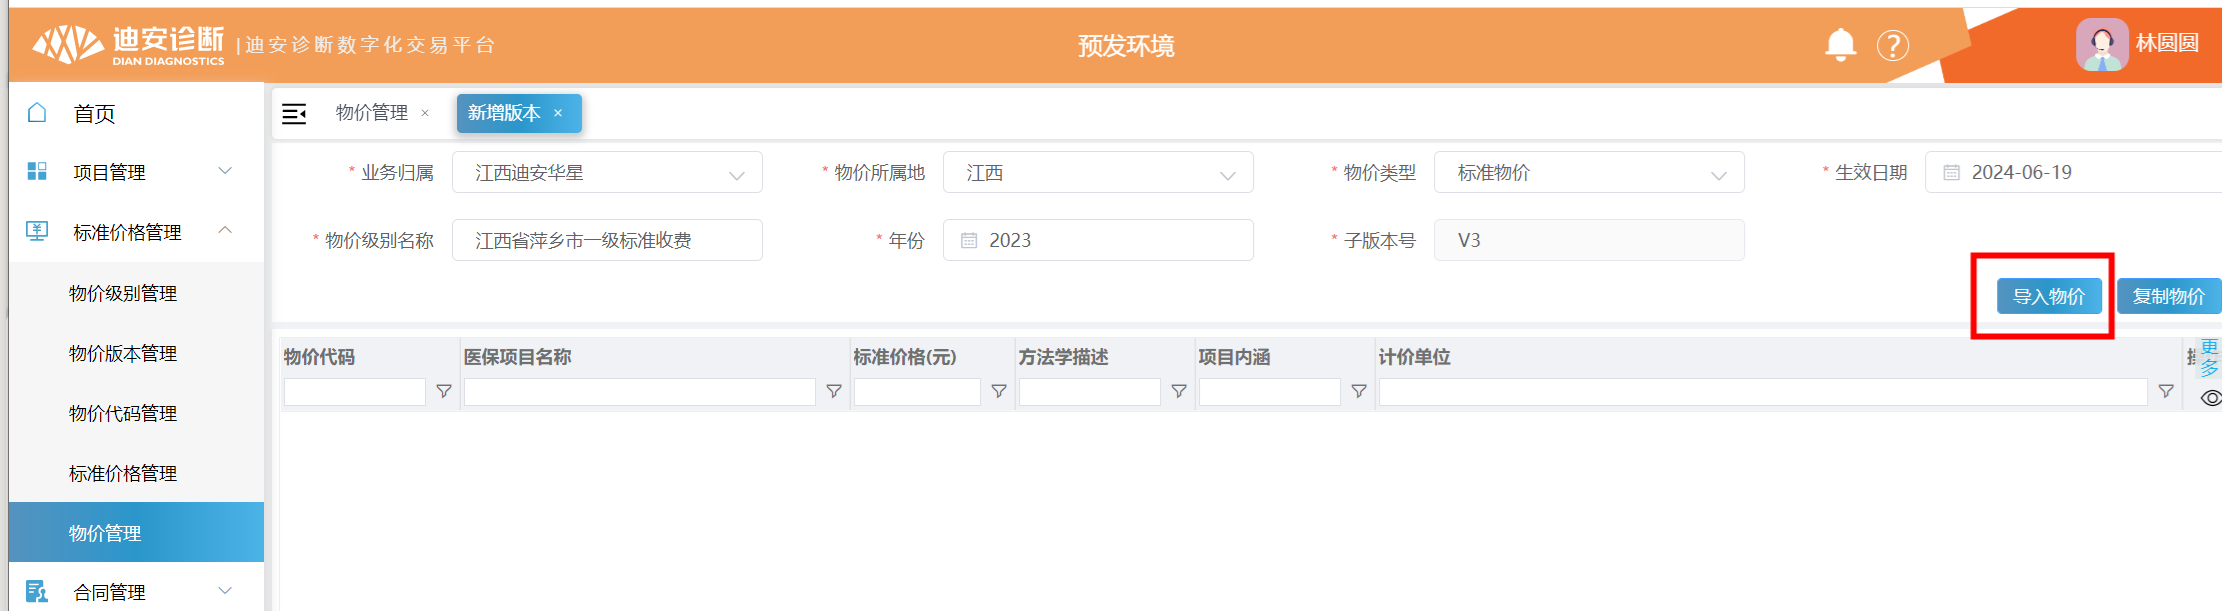 迪安诊断 DIAN DIAGNOSTICS |迪安诊断数字化交易平台
预发环境
林圆圆
首页
项目管理
标准价格管理
物价级别管理
物价版本管理
物价代码管理
标准价格管理
物价管理
合同管理
物价管理 × 新增版本 ×
* 业务归属 江西迪安华星 * 物价所属地 江西 * 物价类型 标准物价 * 生效日期 2024-06-19
* 物价级别名称 江西省萍乡市一级标准收费 * 年份 2023 * 子版本号 V3
导入物价 复制物价
物价代码 医保项目名称 标准价格(元) 方法学描述 项目内涵 计价单位
更多